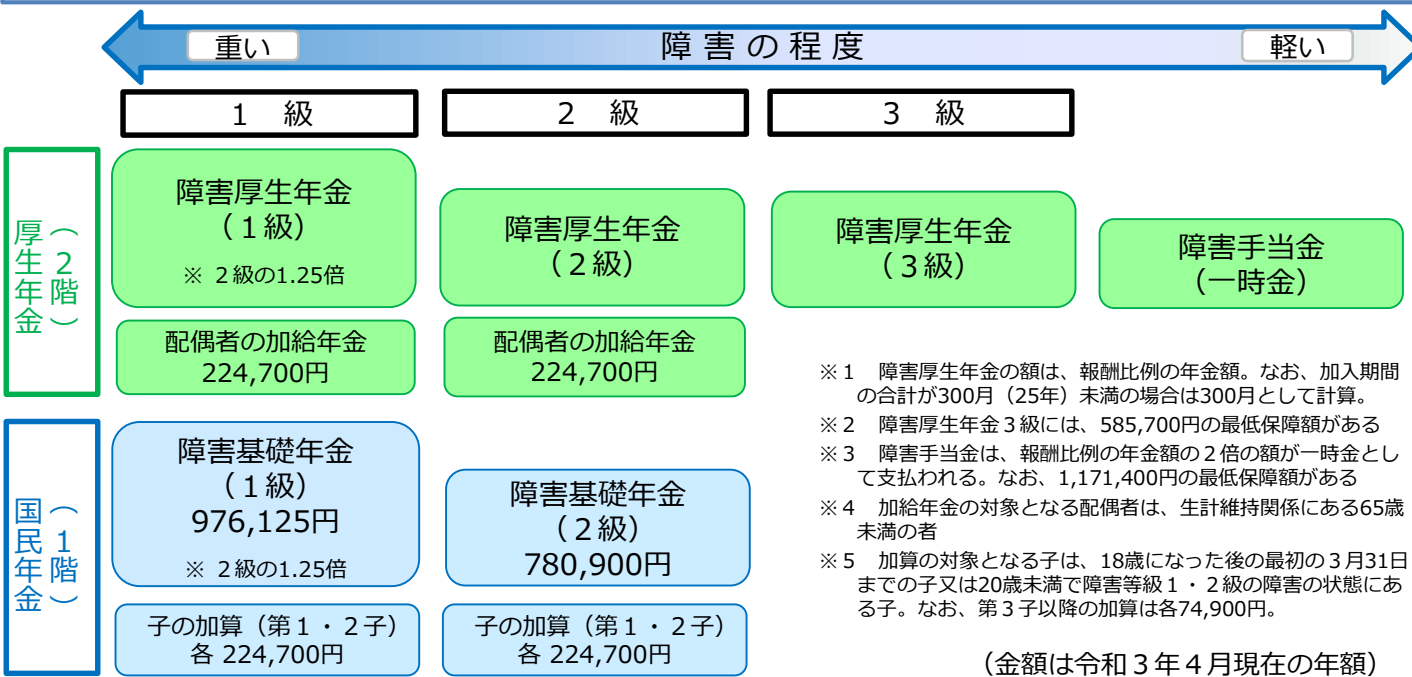 重い
障害の程度
軽い
１　級
２　級
３　級
厚生年金
（２階）
障害厚生年金
（１級）
※ ２級の1.25倍
障害厚生年金
（２級）
障害厚生年金
（３級）
障害手当金
（一時金）
配偶者の加給年金
224,700円
配偶者の加給年金
224,700円
国民年金
（１階）
障害基礎年金
（１級）
976,125円
※ ２級の1.25倍
障害基礎年金
（２級）
780,900円
子の加算（第１・２子）
各 224,700円
子の加算（第１・２子）
各 224,700円
※１　障害厚生年金の額は、報酬比例の年金額。なお、加入期間
の合計が300月（25年）未満の場合は300月として計算。
※２　障害厚生年金３級には、585,700円の最低保障額がある
※３　障害手当金は、報酬比例の年金額の２倍の額が一時金とし
て支払われる。なお、1,171,400円の最低保障額がある
※４　加給年金の対象となる配偶者は、生計維持関係にある65歳
未満の者
※５　加算の対象となる子は、18歳になった後の最初の３月31日
までの子又は20歳未満で障害等級１・２級の障害の状態にあ
る子。なお、第３子以降の加算は各74,900円。
（金額は令和３年４月現在の年額）